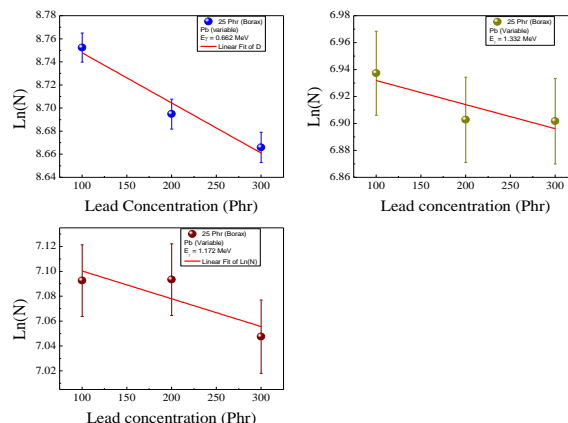 8.78
8.76
8.74
8.72
8.70
8.68
8.66
8.64
Ln(N)
25 Phr (Borax)
Pb (variable)
Eγ = 0.662 MeV
Linear Fit of D
100 150 200 250 300
Lead Concentration (Phr)
6.98
6.96
6.94
6.92
6.90
6.88
6.86
Ln(N)
25 Phr (Borax)
Pb (Variable)
Eγ = 1.332 MeV
100 150 200 250 300
Lead concentration (Phr)
7.12
7.10
7.08
7.06
7.04
7.02
Ln(N)
25 Phr (Borax)
Pb (Variable)
Eγ = 1.172 MeV
Linear Fit of Ln(N)
100 150 200 250 300
Lead concentration (Phr)